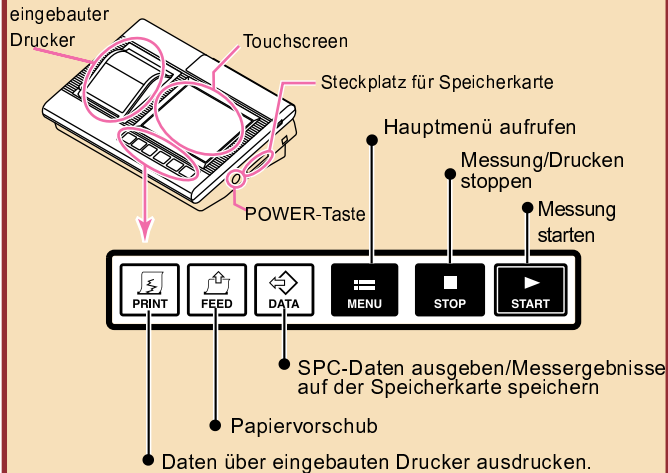 eingebauter
Drucker
Touchscreen
Steckplatz für Speicherkarte
Hauptmenü aufrufen
Messung/Drucken
stoppen
POWER-Taste
Messung
starten
PRINT
FEED
DATA
MENU
STOP
START
SPC-Daten ausgeben/Messergebnisse
auf der Speicherkarte speichern
Papiervorschub
Daten über eingebauten Drucker ausdrucken.